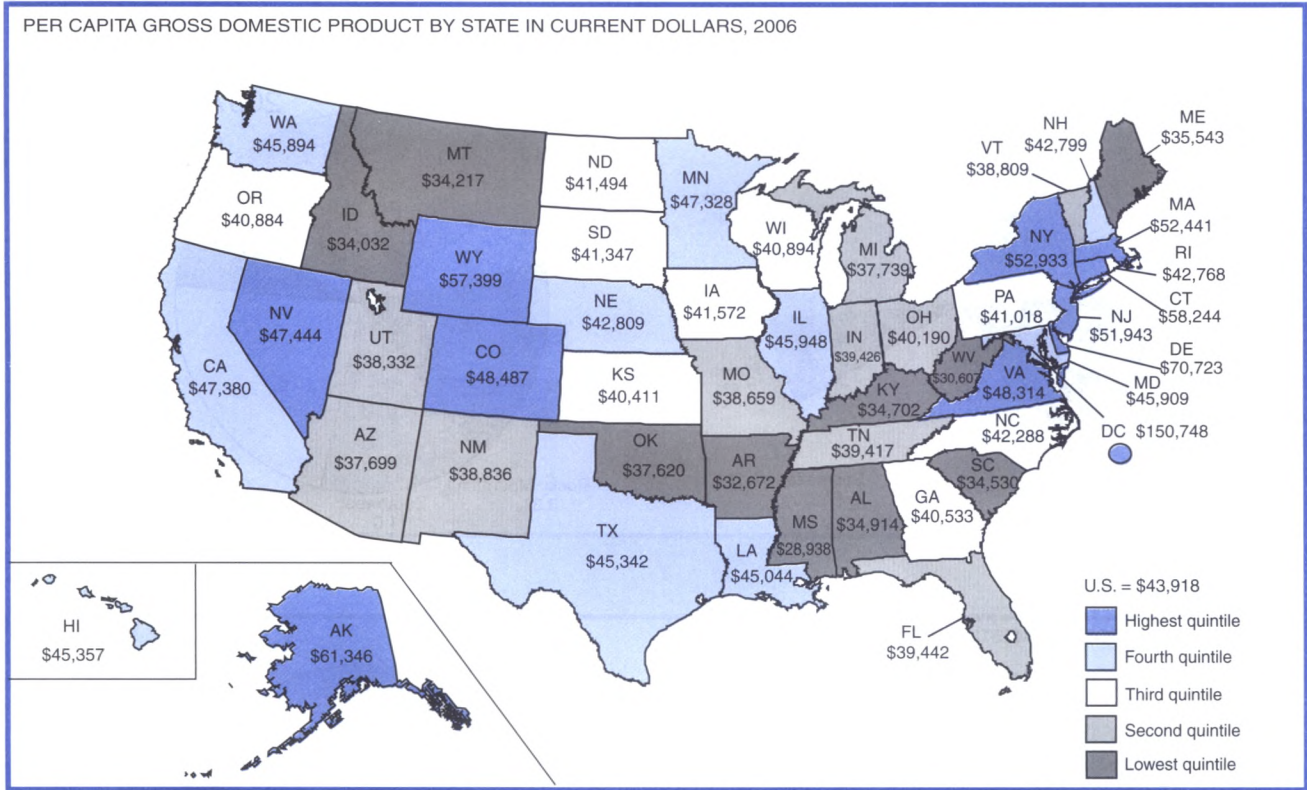 PER CAPITA GROSS DOMESTIC PRODUCT BY STATE IN CURRENT DOLLARS, 2006
WA
$45,894
OR
$40,884
CA
$47,380
NV
$47,444
ID
$34,032
MT
$34,217
WY
$57,399
UT
$38,332
CO
$48,487
AZ
$37,699
NM
$38,836
ND
$41,494
SD
$41,347
NE
$42,809
KS
$40,411
OK
$37,620
TX
$45,342
MN
$47,328
IA
$41,572
MO
$38,659
AR
$32,672
LA
$45,044
WI
$40,894
IL
$45,948
MI
$37,739
IN
$39,426
OH
$40,190
KY
$34,702
TN
$39,417
MS
$28,938
AL
$34,914
GA
$40,533
FL
$39,442
SC
$34,530
NC
$42,288
VA
$48,314
WV
$30,607
PA
$41,018
NY
$52,933
VT
$38,809
NH
$42,799
ME
$35,543
MA
$52,441
RI
$42,768
CT
$58,244
NJ
$51,943
DE
$70,723
MD
$45,909
DC $150,748
HI
$45,357
AK
$61,346
U.S. = $43,918
Highest quintile
Fourth quintile
Third quintile
Second quintile
Lowest quintile